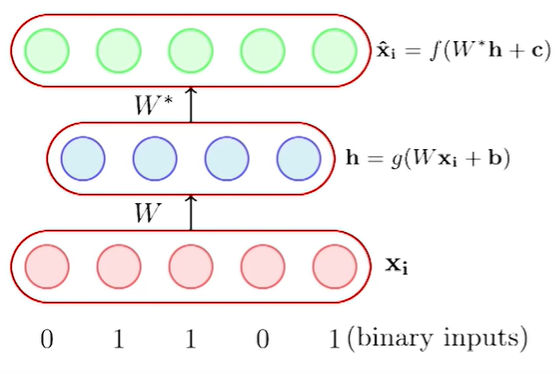 x̂ᵢ = f(W*h + c)
W*
h = g(Wxᵢ + b)
W
xᵢ
0 1 1 0 1 (binary inputs)